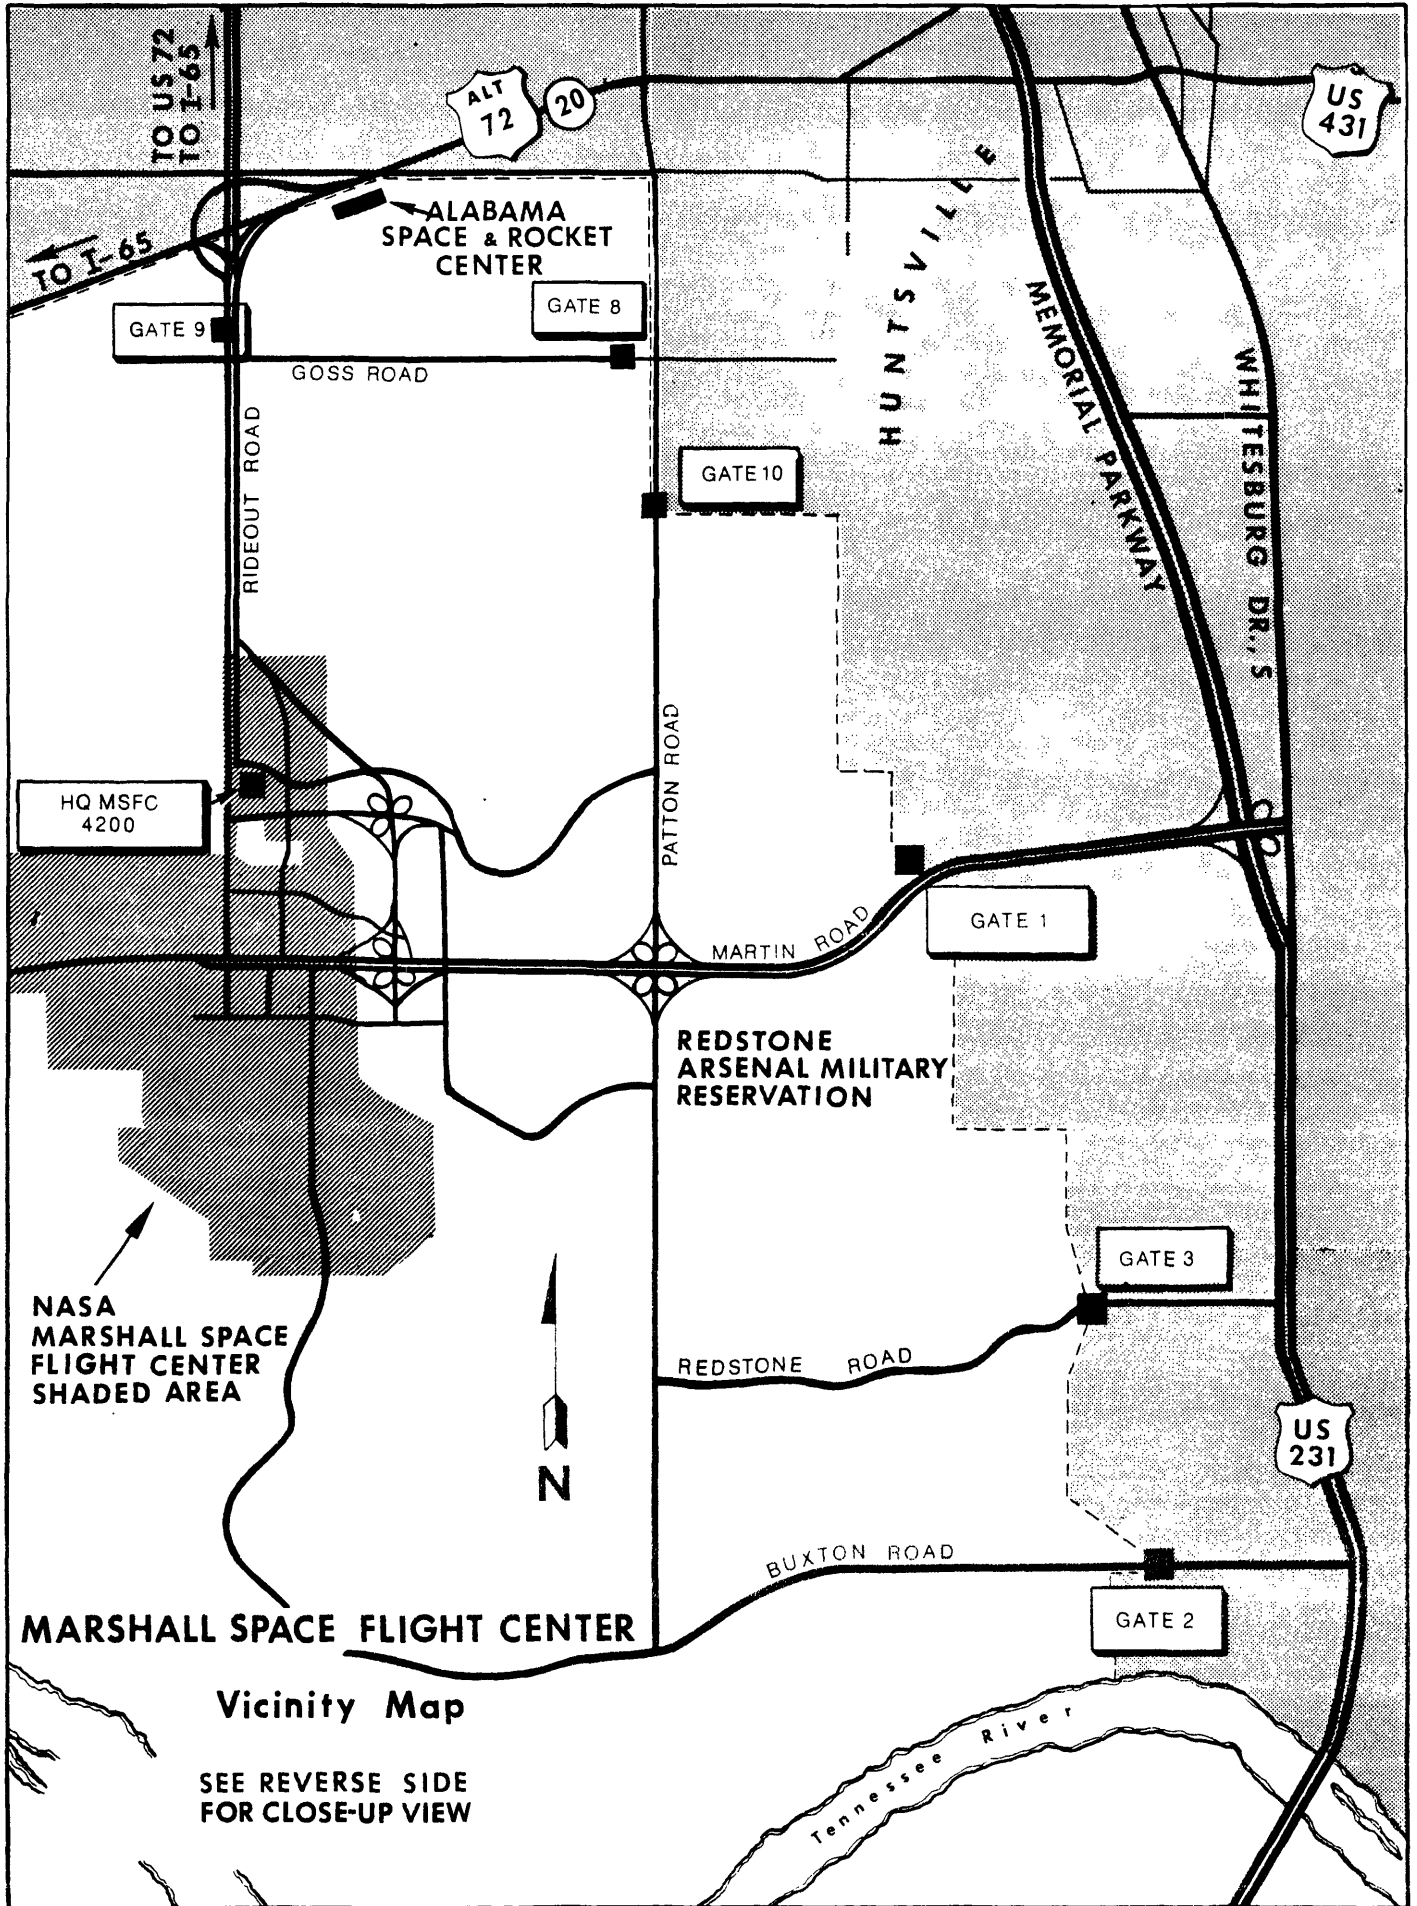 TO US 72
TO I-65
ALT
72
20
US
431
TO I-65
ALABAMA
SPACE & ROCKET
CENTER
HUNTSVILLE
GATE 9
GATE 8
GOSS ROAD
MEMORIAL PARKWAY
WHITESBURG DR., S
RIDEOUT ROAD
GATE 10
PATTON ROAD
HQ MSFC
4200
GATE 1
MARTIN ROAD
REDSTONE
ARSENAL MILITARY
RESERVATION
GATE 3
NASA
MARSHALL SPACE
FLIGHT CENTER
SHADED AREA
REDSTONE ROAD
US
231
N
BUXTON ROAD
GATE 2
MARSHALL SPACE FLIGHT CENTER
Vicinity Map
Tennessee River
SEE REVERSE SIDE
FOR CLOSE-UP VIEW